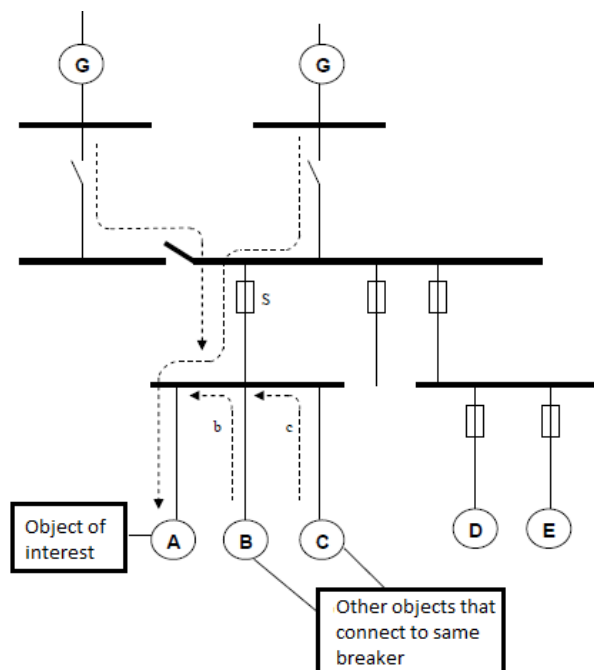 G
G
S
b
c
Object of
interest
A
B
C
D
E
Other objects that
connect to same
breaker